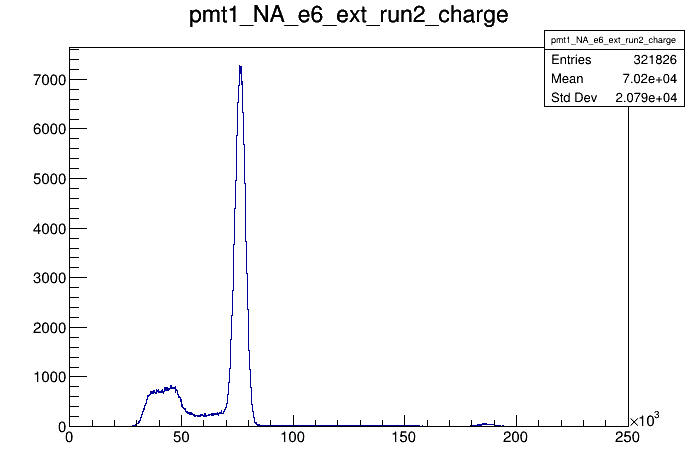 pmt1_NA_e6_ext_run2_charge
pmt1_NA_e6_ext_run2_charge
Entries 321826
Mean 7.02e+04
Std Dev 2.079e+04
7000
6000
5000
4000
3000
2000
1000
0
0 50 100 150 200 250
×10³